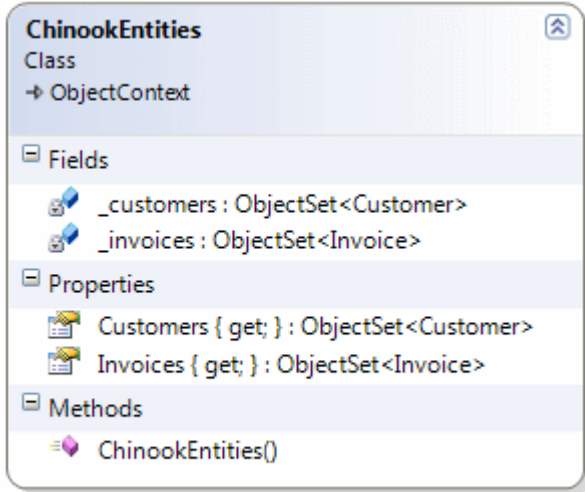 ChinookEntities
Class
ObjectContext
Fields
_customers : ObjectSet<Customer>
_invoices : ObjectSet<Invoice>
Properties
Customers { get; } : ObjectSet<Customer>
Invoices { get; } : ObjectSet<Invoice>
Methods
ChinookEntities()